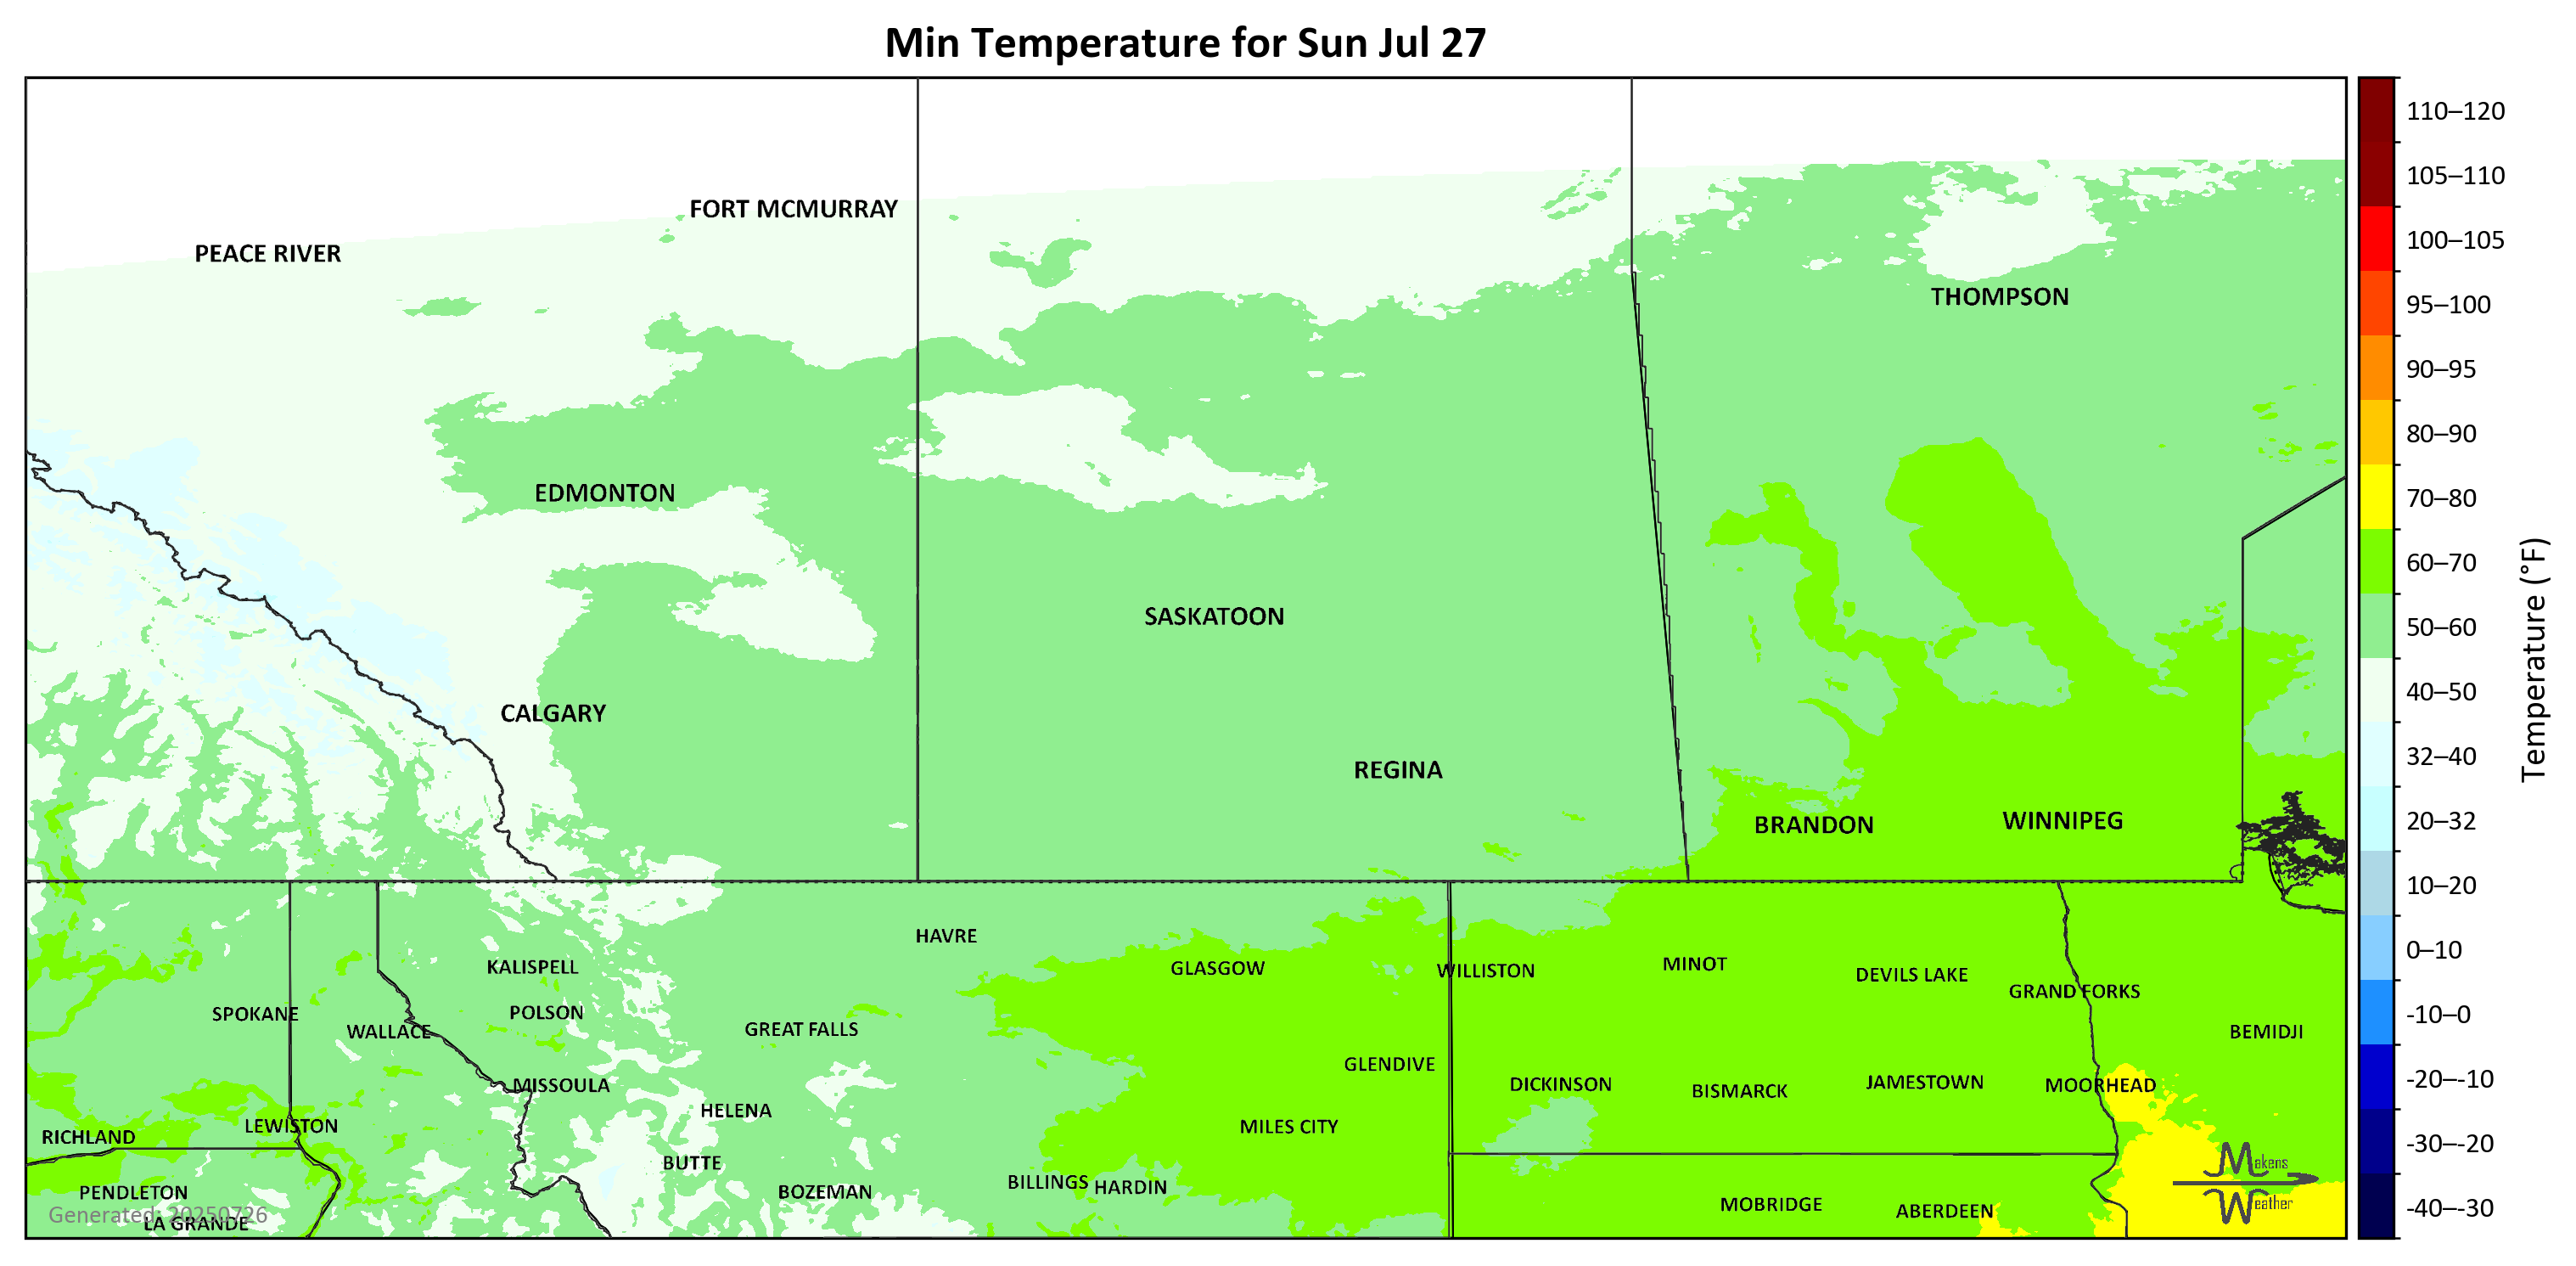 Min Temperature for Sun Jul 27
110–120
105–110
FORT MCMURRAY
100–105
PEACE RIVER
THOMPSON
95–100
90–95
80–90
EDMONTON
70–80
60–70
SASKATOON
50–60
Temperature (°F)
40–50
CALGARY
32–40
REGINA
20–32
BRANDON
WINNIPEG
10–20
HAVRE
0–10
KALISPELL
GLASGOW
WILLISTON
MINOT
DEVILS LAKE
GRAND FORKS
SPOKANE
POLSON
-10–0
WALLACE
GREAT FALLS
BEMIDJI
GLENDIVE
-20–-10
MISSOULA
DICKINSON
BISMARCK
JAMESTOWN
MOORHEAD
HELENA
LEWISTON
MILES CITY
RICHLAND
-30–-20
BUTTE
Makens
Weather
PENDLETON
BOZEMAN
BILLINGS
HARDIN
MOBRIDGE
ABERDEEN
-40–-30
Generated: 20250726
LA GRANDE